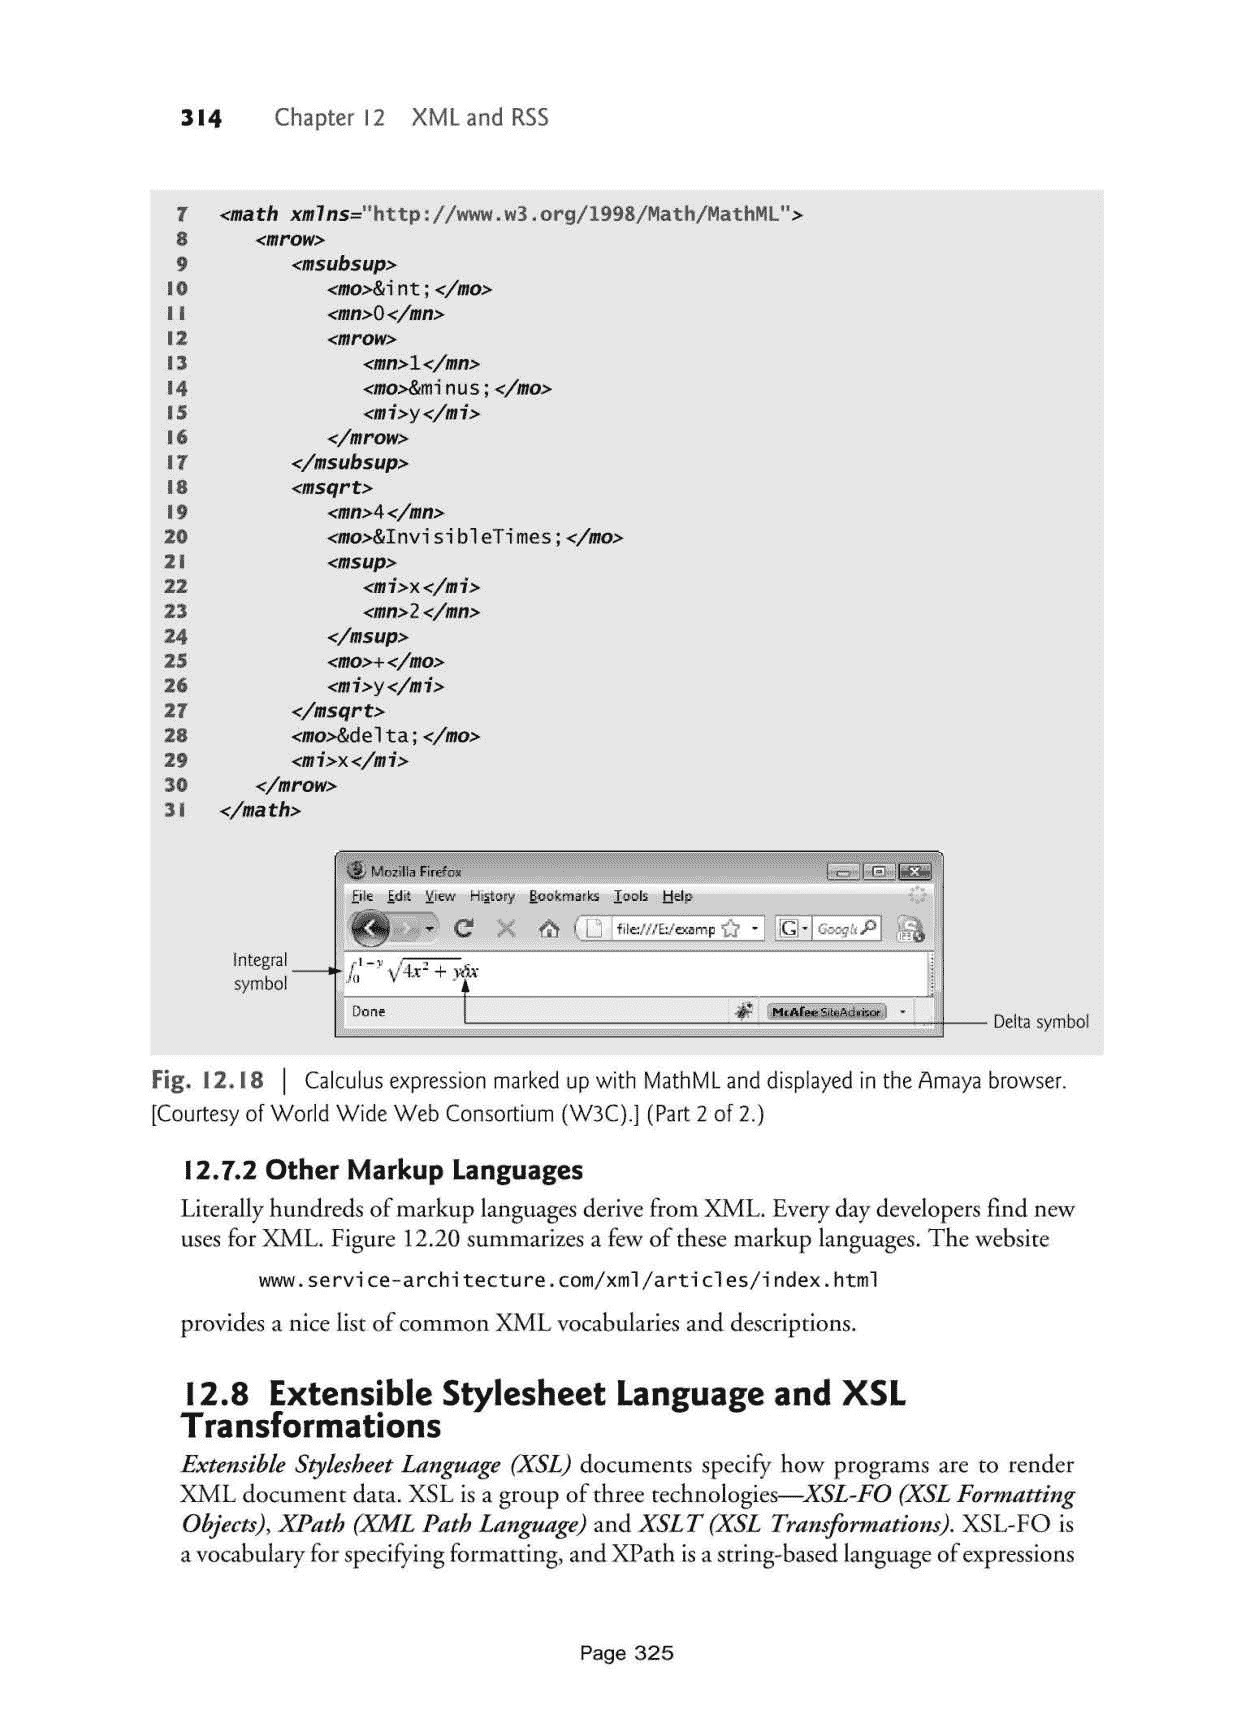 314 Chapter 12 XML and RSS
7 <math xmlns="http://www.w3.org/1998/Math/MathML">
8 <mrow>
9 <msubsup>
10 <mo>&int;</mo>
11 <mn>0</mn>
12 <mrow>
13 <mn>1</mn>
14 <mo>&minus;</mo>
15 <mi>y</mi>
16 </mrow>
17 </msubsup>
18 <msqrt>
19 <mn>4</mn>
20 <mo>&InvisibleTimes;</mo>
21 <msup>
22 <mi>x</mi>
23 <mn>2</mn>
24 </msup>
25 <mo>+</mo>
26 <mi>y</mi>
27 </msqrt>
28 <mo>&delta;</mo>
29 <mi>x</mi>
30 </mrow>
31 </math>
Mozilla Firefox
File Edit View History Bookmarks Tools Help
file:///E:/examp G Google
Integral
symbol
∫₀¹⁻ʸ √4x² + yδx
Done McAfee SiteAdvisor
Delta symbol
Fig. 12.18 | Calculus expression marked up with MathML and displayed in the Amaya browser.
[Courtesy of World Wide Web Consortium (W3C).] (Part 2 of 2.)
12.7.2 Other Markup Languages
Literally hundreds of markup languages derive from XML. Every day developers find new
uses for XML. Figure 12.20 summarizes a few of these markup languages. The website
www.service-architecture.com/xml/articles/index.html
provides a nice list of common XML vocabularies and descriptions.
12.8 Extensible Stylesheet Language and XSL
Transformations
Extensible Stylesheet Language (XSL) documents specify how programs are to render
XML document data. XSL is a group of three technologies—XSL-FO (XSL Formatting
Objects), XPath (XML Path Language) and XSLT (XSL Transformations). XSL-FO is
a vocabulary for specifying formatting, and XPath is a string-based language of expressions
Page 325